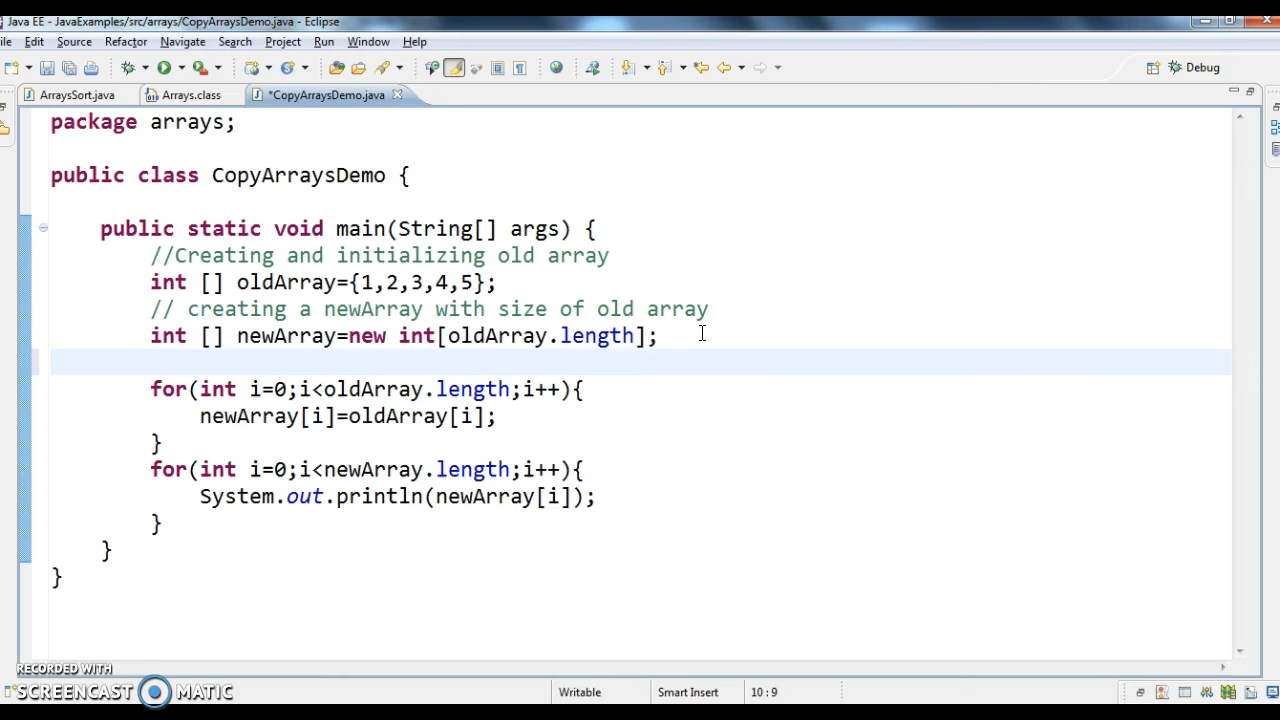 Java EE - JavaExamples/src/arrays/CopyArraysDemo.java - Eclipse
ile Edit Source Refactor Navigate Search Project Run Window Help
Debug
ArraysSort.java Arrays.class *CopyArraysDemo.java
package arrays;
public class CopyArraysDemo {
public static void main(String[] args) {
//Creating and initializing old array
int [] oldArray={1,2,3,4,5};
// creating a newArray with size of old array
int [] newArray=new int[oldArray.length];
for(int i=0;i<oldArray.length;i++){
newArray[i]=oldArray[i];
}
for(int i=0;i<newArray.length;i++){
System.out.println(newArray[i]);
}
}
}
RECORDED WITH
SCREENCAST MATIC
Writable Smart Insert 10:9